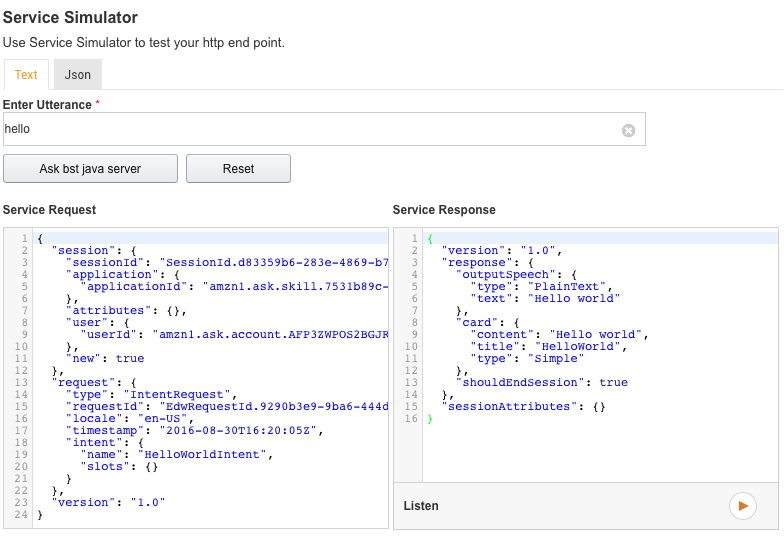 Service Simulator
Use Service Simulator to test your http end point.
Text Json
Enter Utterance *
hello
Ask bst java server Reset
Service Request
1 {
2 "session": {
3 "sessionId": "SessionId.d83359b6-283e-4869-b7
4 "application": {
5 "applicationId": "amzn1.ask.skill.7531b89c-
6 },
7 "attributes": {},
8 "user": {
9 "userId": "amzn1.ask.account.AFP3ZWPOS2BGJR
10 },
11 "new": true
12 },
13 "request": {
14 "type": "IntentRequest",
15 "requestId": "EdwRequestId.9290b3e9-9ba6-444d
16 "locale": "en-US",
17 "timestamp": "2016-08-30T16:20:05Z",
18 "intent": {
19 "name": "HelloWorldIntent",
20 "slots": {}
21 }
22 },
23 "version": "1.0"
24 }
Service Response
1 {
2 "version": "1.0",
3 "response": {
4 "outputSpeech": {
5 "type": "PlainText",
6 "text": "Hello world"
7 },
8 "card": {
9 "content": "Hello world",
10 "title": "HelloWorld",
11 "type": "Simple"
12 },
13 "shouldEndSession": true
14 },
15 "sessionAttributes": {}
16 }
Listen